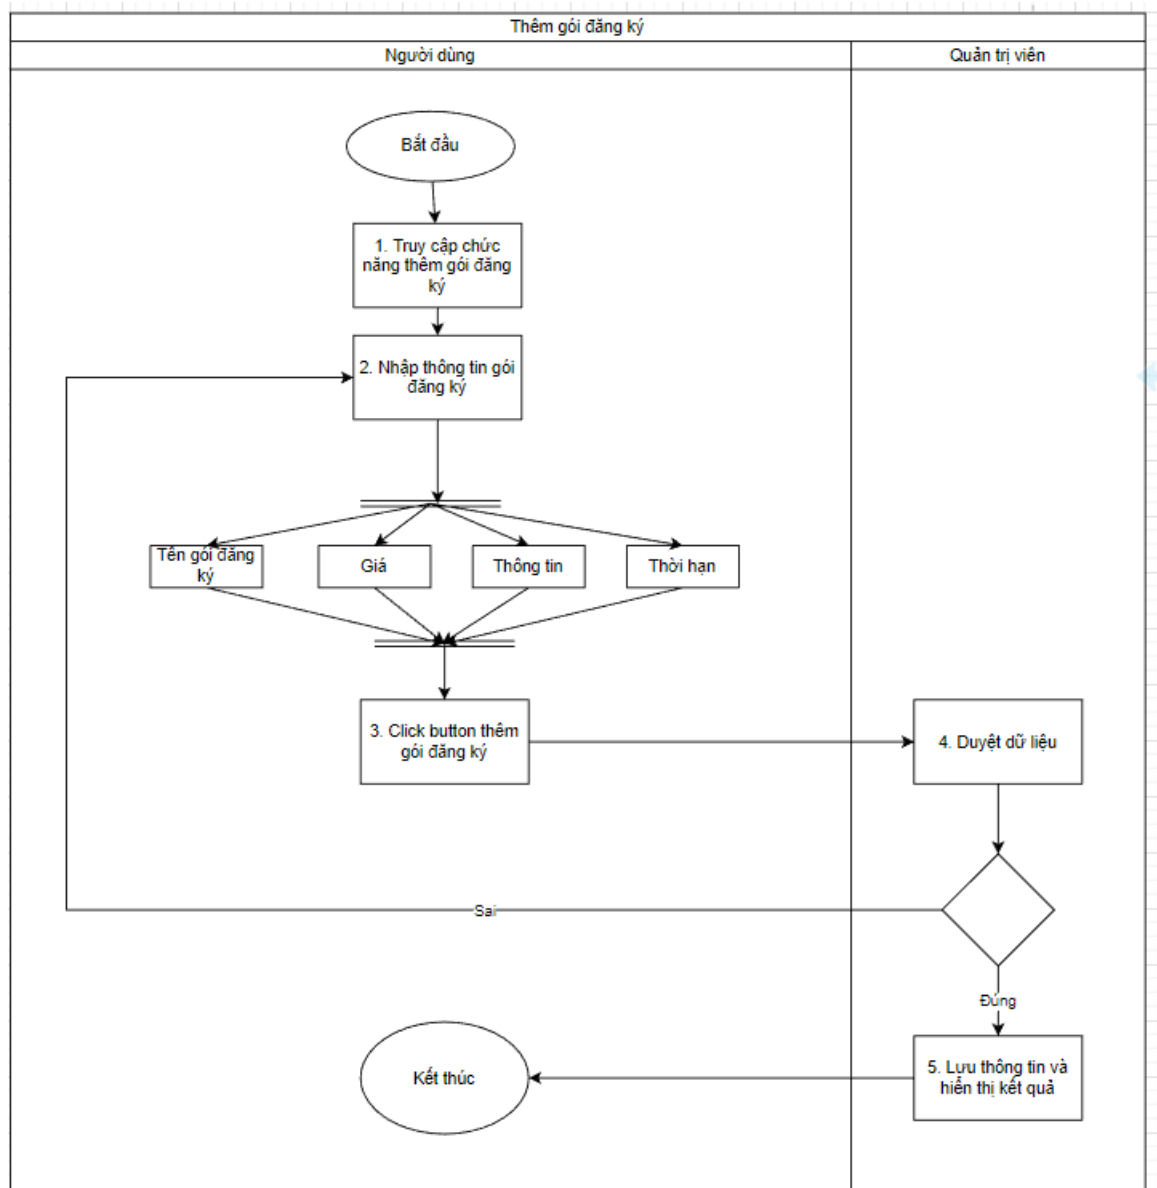 Thêm gói đăng ký
Người dùng
Quản trị viên
Bắt đầu
1. Truy cập chức
năng thêm gói đăng
ký
2. Nhập thông tin gói
đăng ký
Tên gói đăng
ký
Giá
Thông tin
Thời hạn
3. Click button thêm
gói đăng ký
4. Duyệt dữ liệu
Sai
Đúng
Kết thúc
5. Lưu thông tin và
hiển thị kết quả